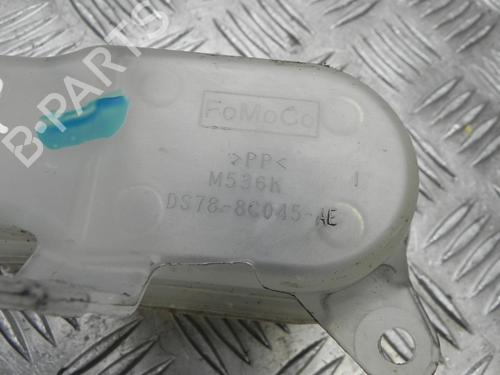 B-PARTS
FoMoCo
>PP<
M536K
DS78-8C045-AE